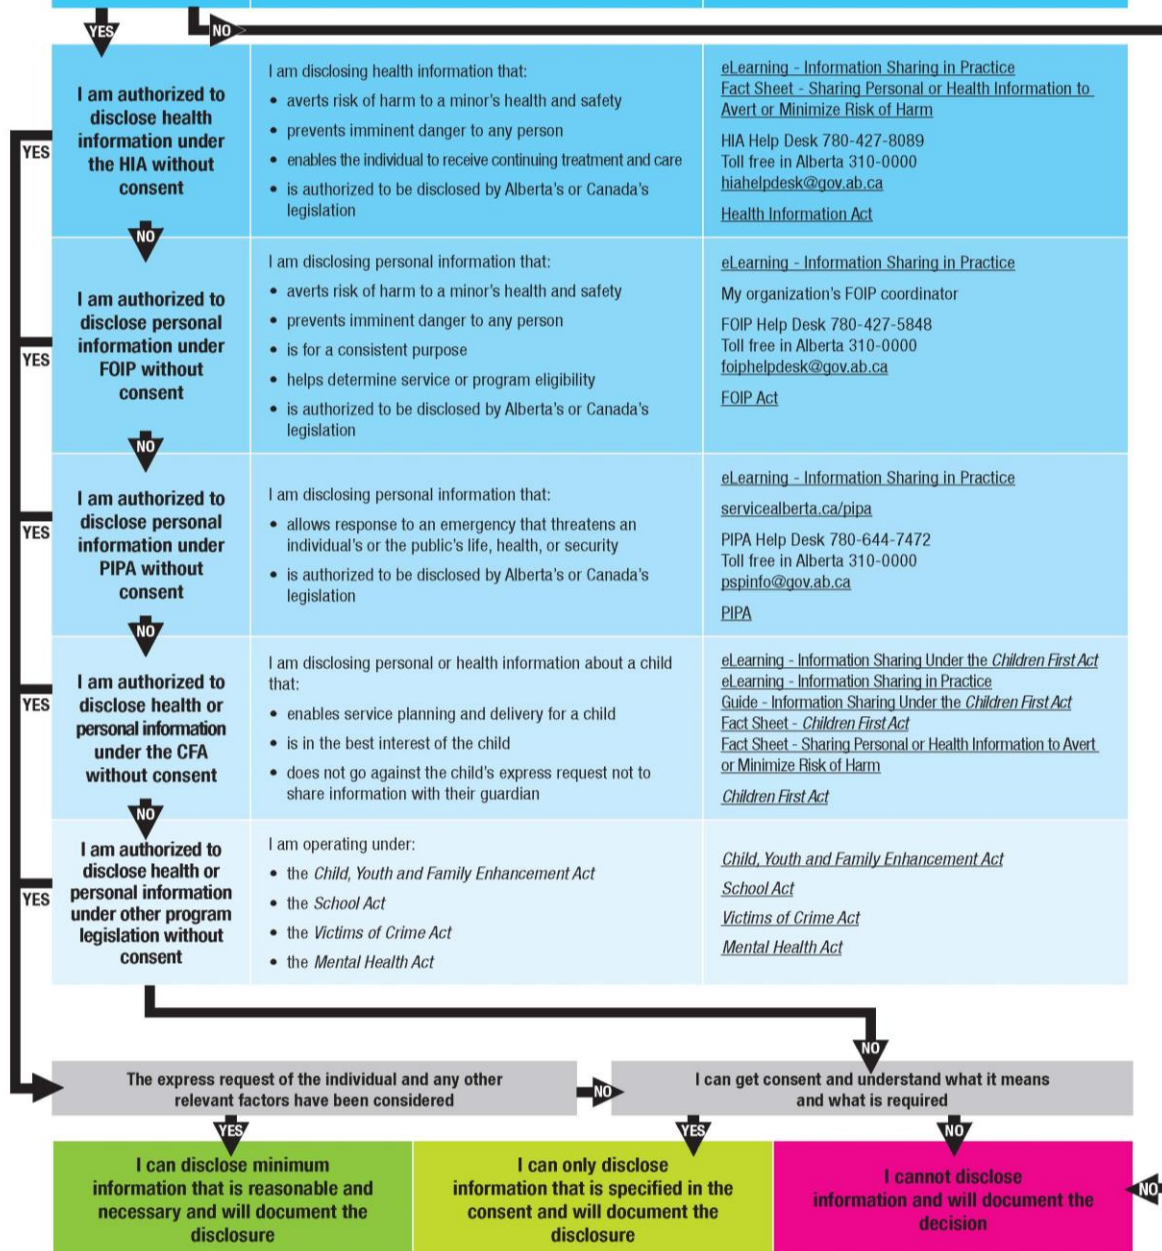 YES
NO
I am authorized to
disclose health
information under
the HIA without
consent
I am disclosing health information that:
• averts risk of harm to a minor's health and safety
• prevents imminent danger to any person
• enables the individual to receive continuing treatment and care
• is authorized to be disclosed by Alberta's or Canada's
legislation
eLearning - Information Sharing in Practice
Fact Sheet - Sharing Personal or Health Information to
Avert or Minimize Risk of Harm
HIA Help Desk 780-427-8089
Toll free in Alberta 310-0000
hiahelpdesk@gov.ab.ca
Health Information Act
YES
NO
I am authorized to
disclose personal
information under
FOIP without
consent
I am disclosing personal information that:
• averts risk of harm to a minor's health and safety
• prevents imminent danger to any person
• is for a consistent purpose
• helps determine service or program eligibility
• is authorized to be disclosed by Alberta's or Canada's
legislation
eLearning - Information Sharing in Practice
My organization's FOIP coordinator
FOIP Help Desk 780-427-5848
Toll free in Alberta 310-0000
foiphelpdesk@gov.ab.ca
FOIP Act
YES
NO
I am authorized to
disclose personal
information under
PIPA without
consent
I am disclosing personal information that:
• allows response to an emergency that threatens an
individual's or the public's life, health, or security
• is authorized to be disclosed by Alberta's or Canada's
legislation
eLearning - Information Sharing in Practice
servicealberta.ca/pipa
PIPA Help Desk 780-644-7472
Toll free in Alberta 310-0000
pspinfo@gov.ab.ca
PIPA
YES
NO
I am authorized to
disclose health or
personal information
under the CFA
without consent
I am disclosing personal or health information about a child
that:
• enables service planning and delivery for a child
• is in the best interest of the child
• does not go against the child's express request not to
share information with their guardian
eLearning - Information Sharing Under the Children First Act
eLearning - Information Sharing in Practice
Guide - Information Sharing Under the Children First Act
Fact Sheet - Children First Act
Fact Sheet - Sharing Personal or Health Information to Avert
or Minimize Risk of Harm
Children First Act
YES
NO
I am authorized to
disclose health or
personal information
under other program
legislation without
consent
I am operating under:
• the Child, Youth and Family Enhancement Act
• the School Act
• the Victims of Crime Act
• the Mental Health Act
Child, Youth and Family Enhancement Act
School Act
Victims of Crime Act
Mental Health Act
YES
NO
The express request of the individual and any other
relevant factors have been considered
NO
I can get consent and understand what it means
and what is required
YES
YES
NO
I can disclose minimum
information that is reasonable and
necessary and will document the
disclosure
I can only disclose
information that is specified in the
consent and will document the
disclosure
I cannot disclose
information and will document the
decision
NO